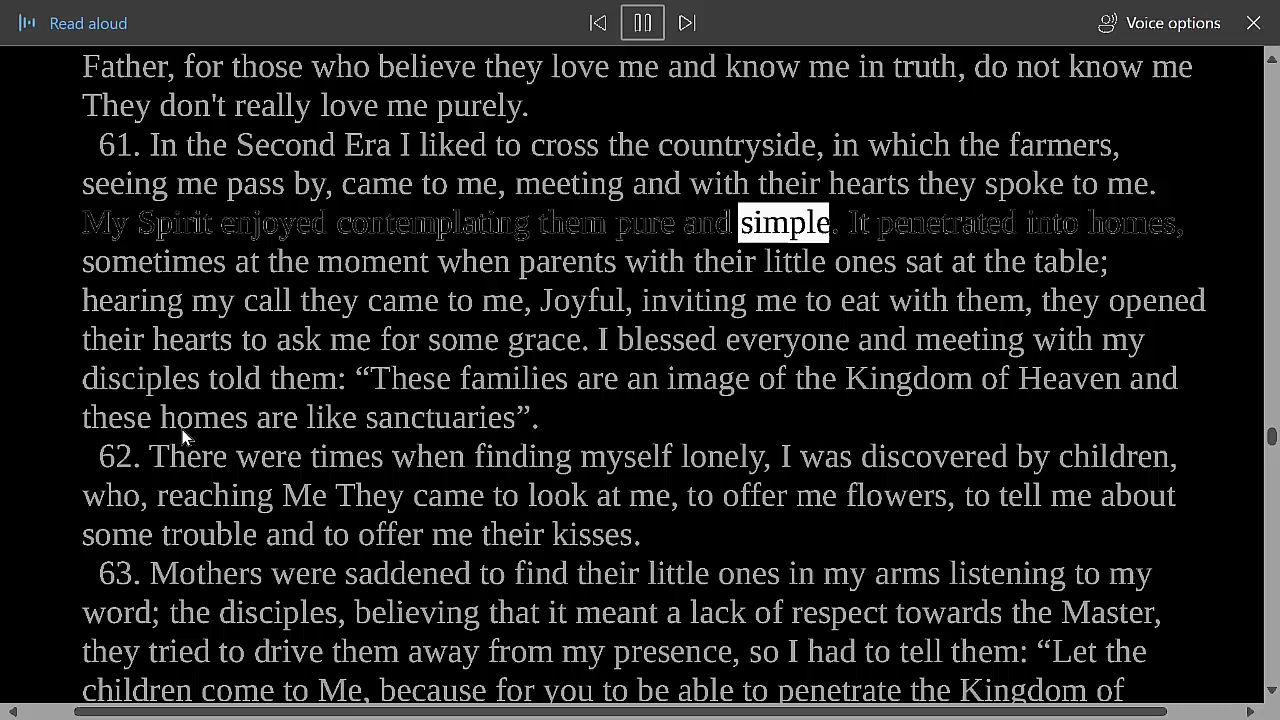 Read aloud
Voice options
Father, for those who believe they love me and know me in truth, do not know me
They don't really love me purely.
61. In the Second Era I liked to cross the countryside, in which the farmers,
seeing me pass by, came to me, meeting and with their hearts they spoke to me.
My Spirit enjoyed contemplating them pure and simple. It penetrated into homes,
sometimes at the moment when parents with their little ones sat at the table;
hearing my call they came to me, Joyful, inviting me to eat with them, they opened
their hearts to ask me for some grace. I blessed everyone and meeting with my
disciples told them: “These families are an image of the Kingdom of Heaven and
these homes are like sanctuaries”.
62. There were times when finding myself lonely, I was discovered by children,
who, reaching Me They came to look at me, to offer me flowers, to tell me about
some trouble and to offer me their kisses.
63. Mothers were saddened to find their little ones in my arms listening to my
word; the disciples, believing that it meant a lack of respect towards the Master,
they tried to drive them away from my presence, so I had to tell them: “Let the
children come to Me, because for you to be able to penetrate the Kingdom of